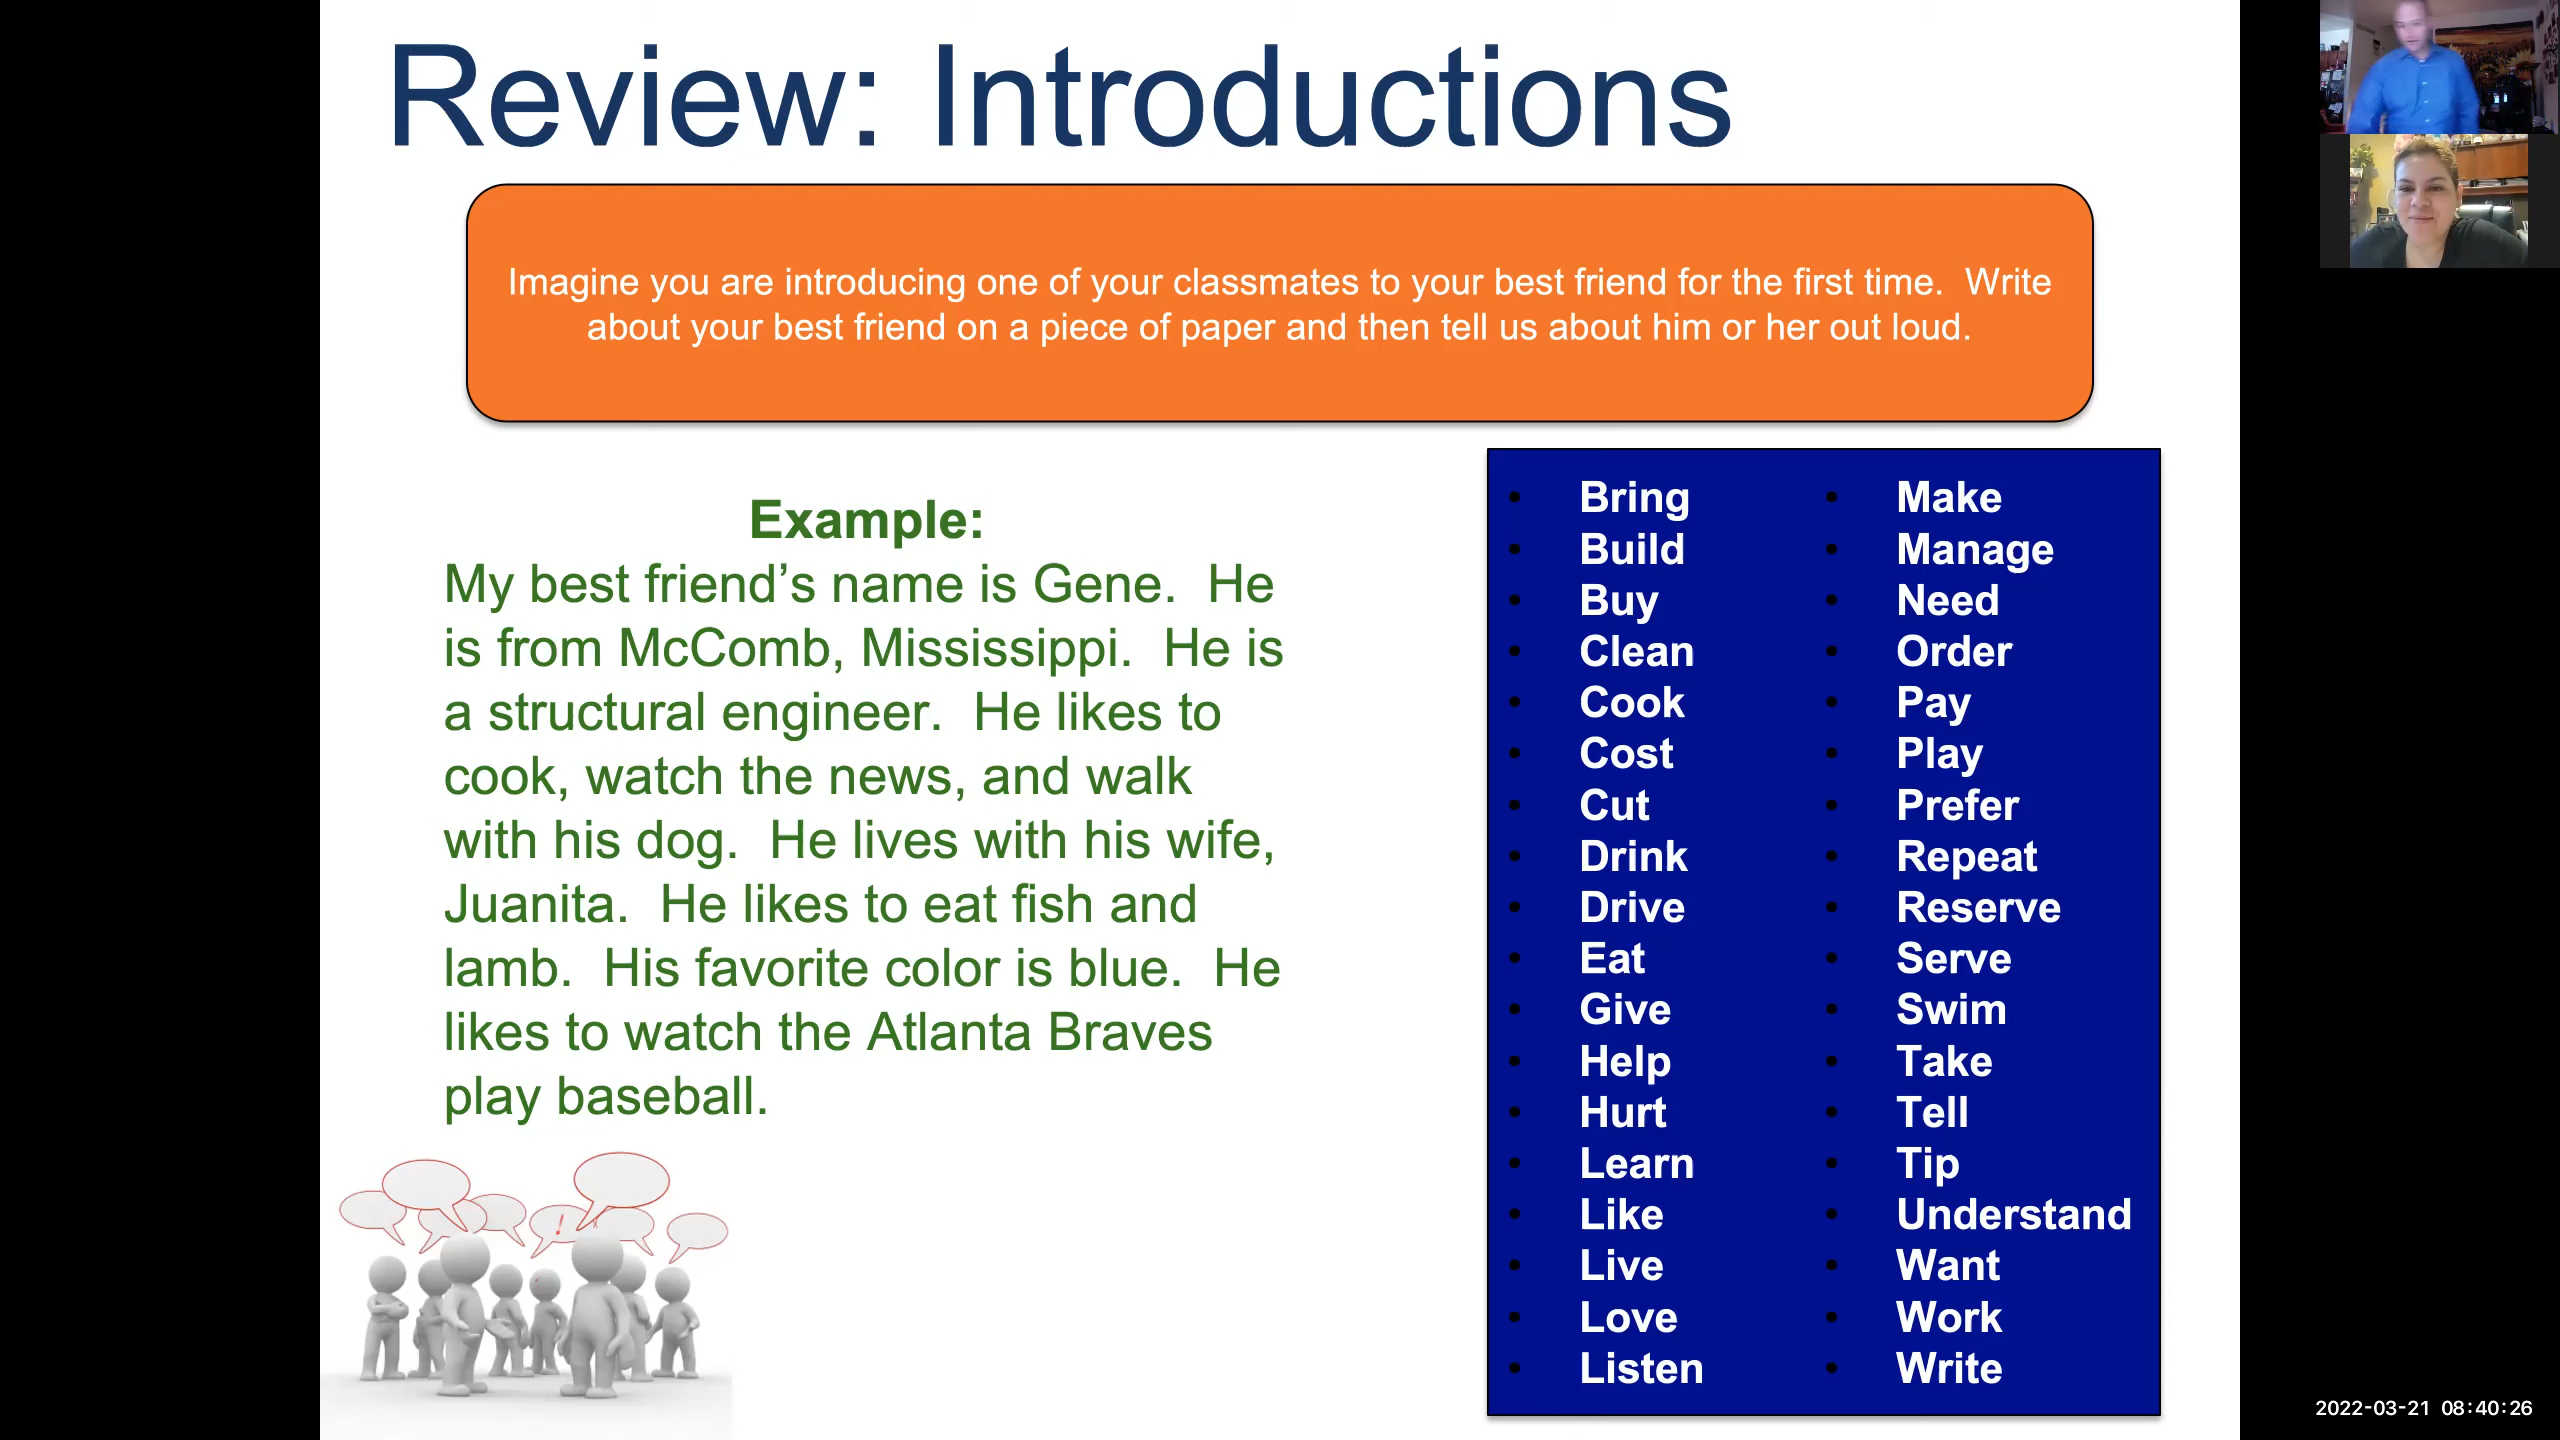 Review: Introductions
Imagine you are introducing one of your classmates to your best friend for the first time.  Write
about your best friend on a piece of paper and then tell us about him or her out loud.
Example:
My best friend’s name is Gene.  He
is from McComb, Mississippi.  He is
a structural engineer.  He likes to
cook, watch the news, and walk
with his dog.  He lives with his wife,
Juanita.  He likes to eat fish and
lamb.  His favorite color is blue.  He
likes to watch the Atlanta Braves
play baseball.
!
• Bring
• Build
• Buy
• Clean
• Cook
• Cost
• Cut
• Drink
• Drive
• Eat
• Give
• Help
• Hurt
• Learn
• Like
• Live
• Love
• Listen
• Make
• Manage
• Need
• Order
• Pay
• Play
• Prefer
• Repeat
• Reserve
• Serve
• Swim
• Take
• Tell
• Tip
• Understand
• Want
• Work
• Write
2022-03-21 08:40:26